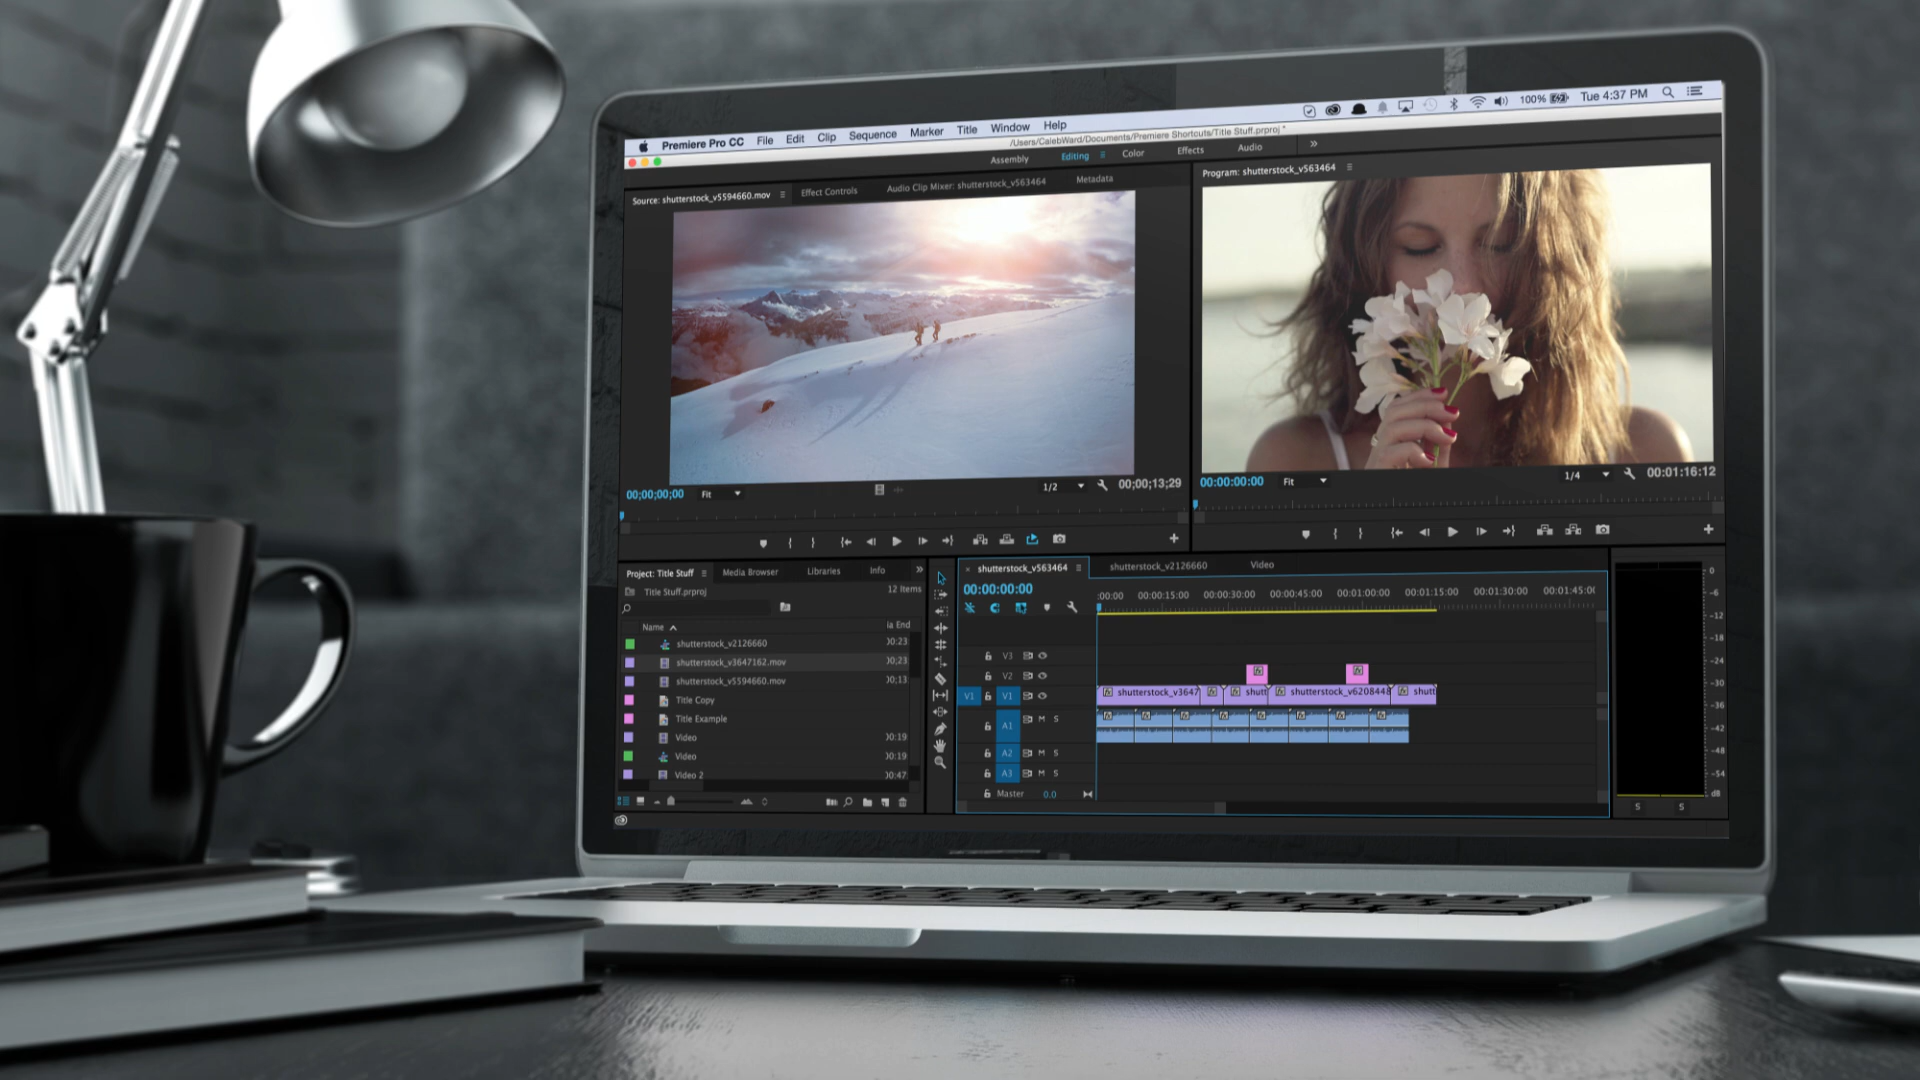 Premiere Pro CC File Edit Clip Sequence Marker Title Window Help 100% Tue 4:37 PM
/Users/CalebWard/Documents/Premiere Shortcuts/Title Stuff.prproj *
Assembly Editing Color Effects Audio »
Source: shutterstock_v5594660.mov Effect Controls Audio Clip Mixer: shutterstock_v563464 Metadata
Program: shutterstock_v563464
00;00;00;00 Fit 1/2 00;00;13;29
00:00:00:00 Fit 1/4 00:01:16:12
Project: Title Stuff Media Browser Libraries Info »
Title Stuff.prproj 12 Items
Name ia End
shutterstock_v2126660 00:23
shutterstock_v3647162.mov 00;23
shutterstock_v5594660.mov 00;13
Title Copy
Title Example
Video 00:19
Video 00:19
Video 2 00:47
× shutterstock_v563464 shutterstock_v2126660 Video
00:00:00:00
:00:00 00:00:15:00 00:00:30:00 00:00:45:00 00:01:00:00 00:01:15:00 00:01:30:00 00:01:45:00
V3
V2
V1 V1 shutterstock_v3647 shutt shutterstock_v6208448 shutt
A1 M S
A2 M S
A3 M S
Master 0.0
0
-6
-12
-18
-24
-30
-36
-42
-48
-54
dB
S S